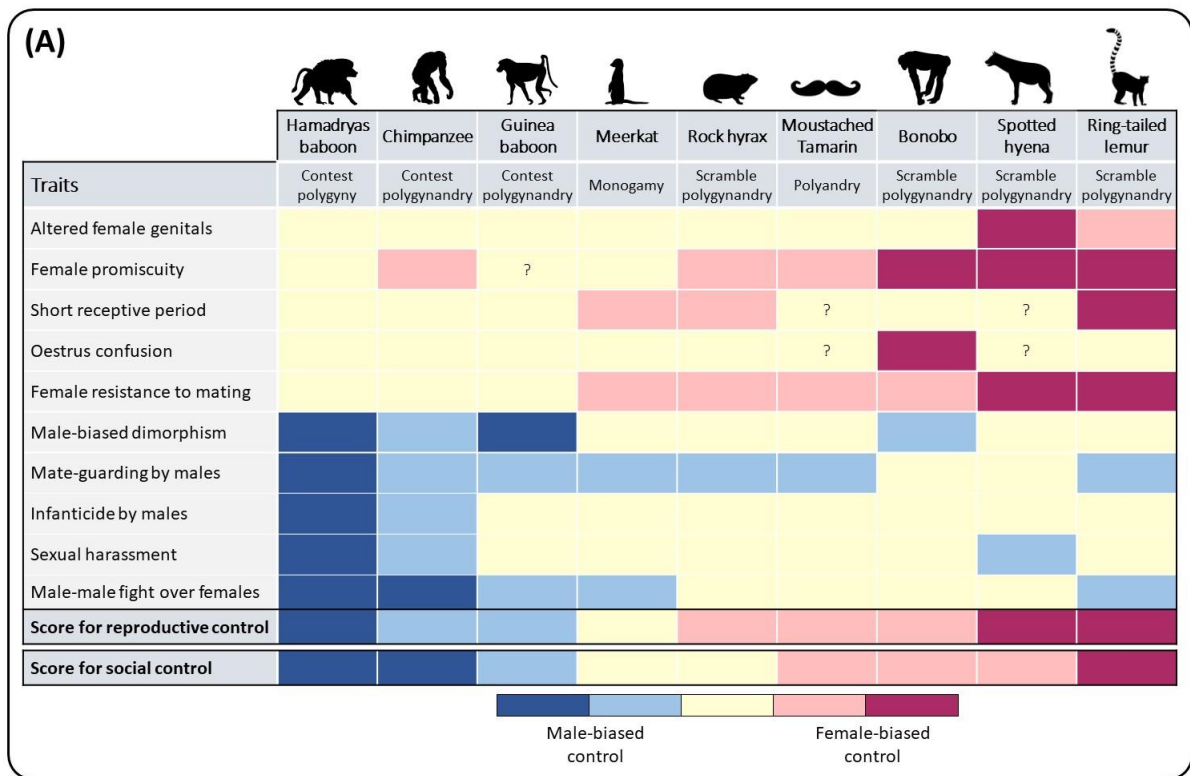 (A)
Hamadryas baboon Chimpanzee Guinea baboon Meerkat Rock hyrax Moustached Tamarin Bonobo Spotted hyena Ring-tailed lemur
Traits Contest polygyny Contest polygynandry Contest polygynandry Monogamy Scramble polygynandry Polyandry Scramble polygynandry Scramble polygynandry Scramble polygynandry
Altered female genitals
Female promiscuity ?
Short receptive period ? ?
Oestrus confusion ? ?
Female resistance to mating
Male-biased dimorphism
Mate-guarding by males
Infanticide by males
Sexual harassment
Male-male fight over females
Score for reproductive control
Score for social control
Male-biased control Female-biased control